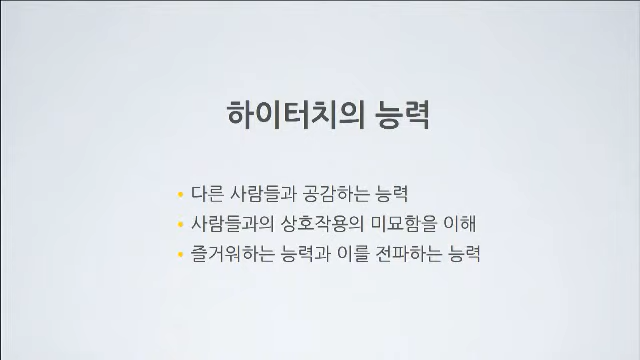 하이터치의 능력
• 다른 사람들과 공감하는 능력
• 사람들과의 상호작용의 미묘함을 이해
• 즐거워하는 능력과 이를 전파하는 능력